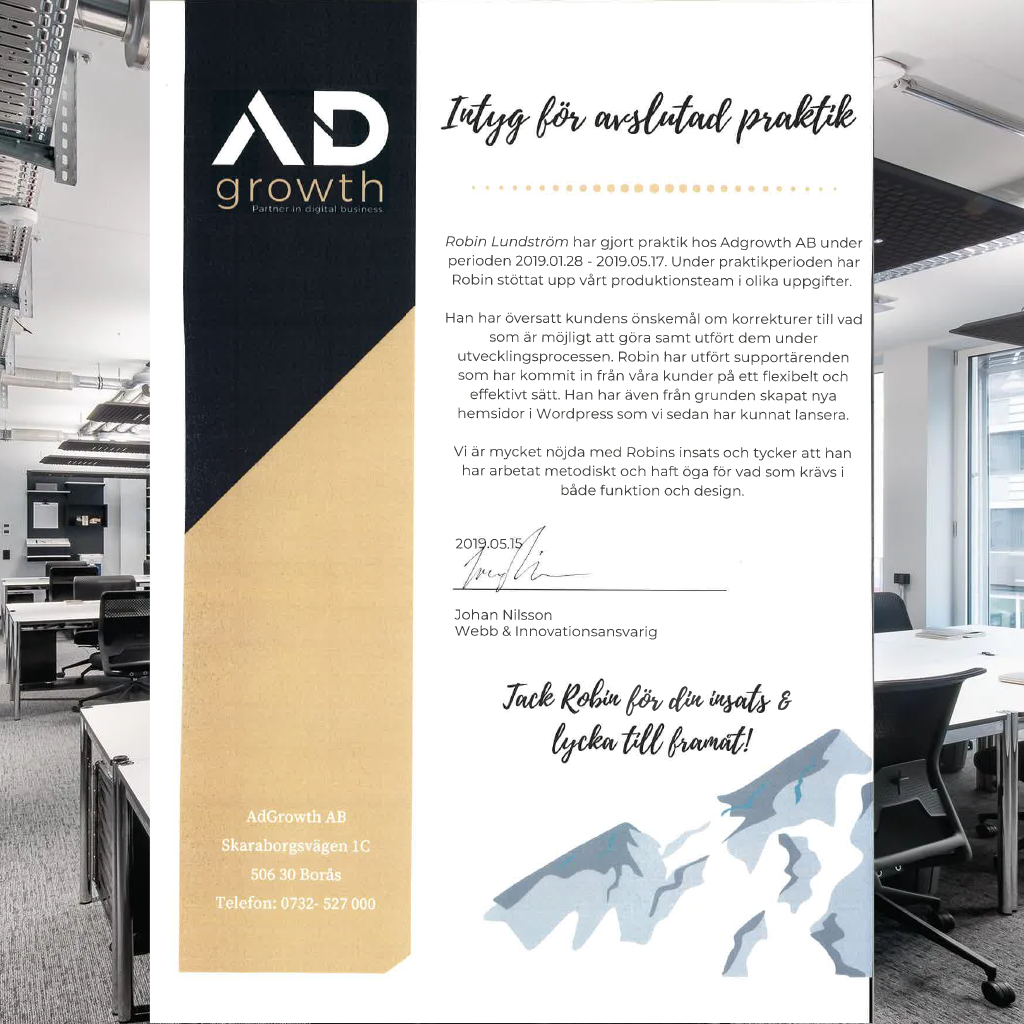 AD
growth
Partner in digital business
Intyg för avslutad praktik
Robin Lundström har gjort praktik hos Adgrowth AB under
perioden 2019.01.28 - 2019.05.17. Under praktikperioden har
Robin stöttat upp vårt produktionsteam i olika uppgifter.
Han har översatt kundens önskemål om korrekturer till vad
som är möjligt att göra samt utfört dem under
utvecklingsprocessen. Robin har utfört supportärenden
som har kommit in från våra kunder på ett flexibelt och
effektivt sätt. Han har även från grunden skapat nya
hemsidor i Wordpress som vi sedan har kunnat lansera.
Vi är mycket nöjda med Robins insats och tycker att han
har arbetat metodiskt och haft öga för vad som krävs i
både funktion och design.
2019.05.15
Johan Nilsson
Webb & Innovationsansvarig
Tack Robin för din insats &
lycka till framåt!
AdGrowth AB
Skaraborgsvägen 1C
506 30 Borås
Telefon: 0732- 527 000